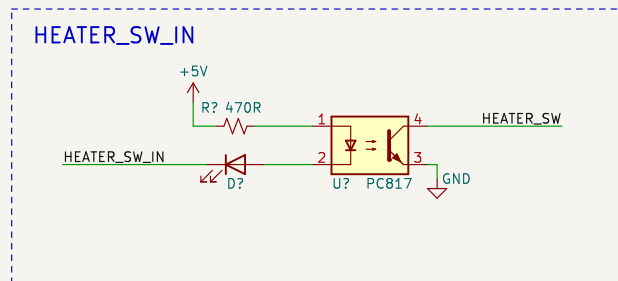 HEATER_SW_IN
+5V
R? 470R
1
4
HEATER_SW
HEATER_SW_IN
2
3
D?
U?
PC817
GND